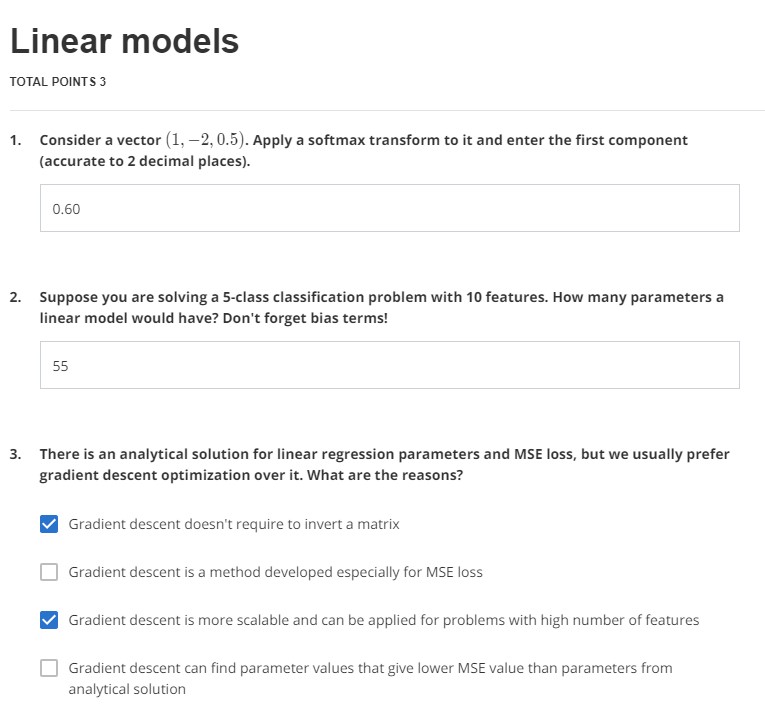 Linear models
TOTAL POINTS 3
1. Consider a vector (1, −2, 0.5). Apply a softmax transform to it and enter the first component
(accurate to 2 decimal places).
0.60
2. Suppose you are solving a 5-class classification problem with 10 features. How many parameters a
linear model would have? Don't forget bias terms!
55
3. There is an analytical solution for linear regression parameters and MSE loss, but we usually prefer
gradient descent optimization over it. What are the reasons?
Gradient descent doesn't require to invert a matrix
Gradient descent is a method developed especially for MSE loss
Gradient descent is more scalable and can be applied for problems with high number of features
Gradient descent can find parameter values that give lower MSE value than parameters from
analytical solution